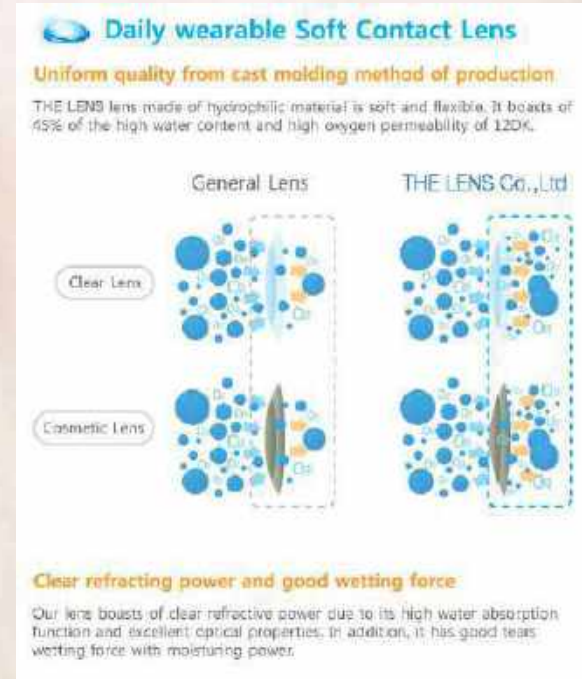 Daily wearable Soft Contact Lens
Uniform quality from cast molding method of production
THE LENS lens made of hydrophilic material is soft and flexible. It boasts of
45% of the high water content and high oxygen permeability of 12DK.
General Lens
THE LENS Co.,Ltd
Clear Lens
Cosmetic Lens
Clear refracting power and good wetting force
Our lens boasts of clear refractive power due to its high water absorption
function and excellent optical properties. In addition, it has good tears
wetting force with moisturing power.